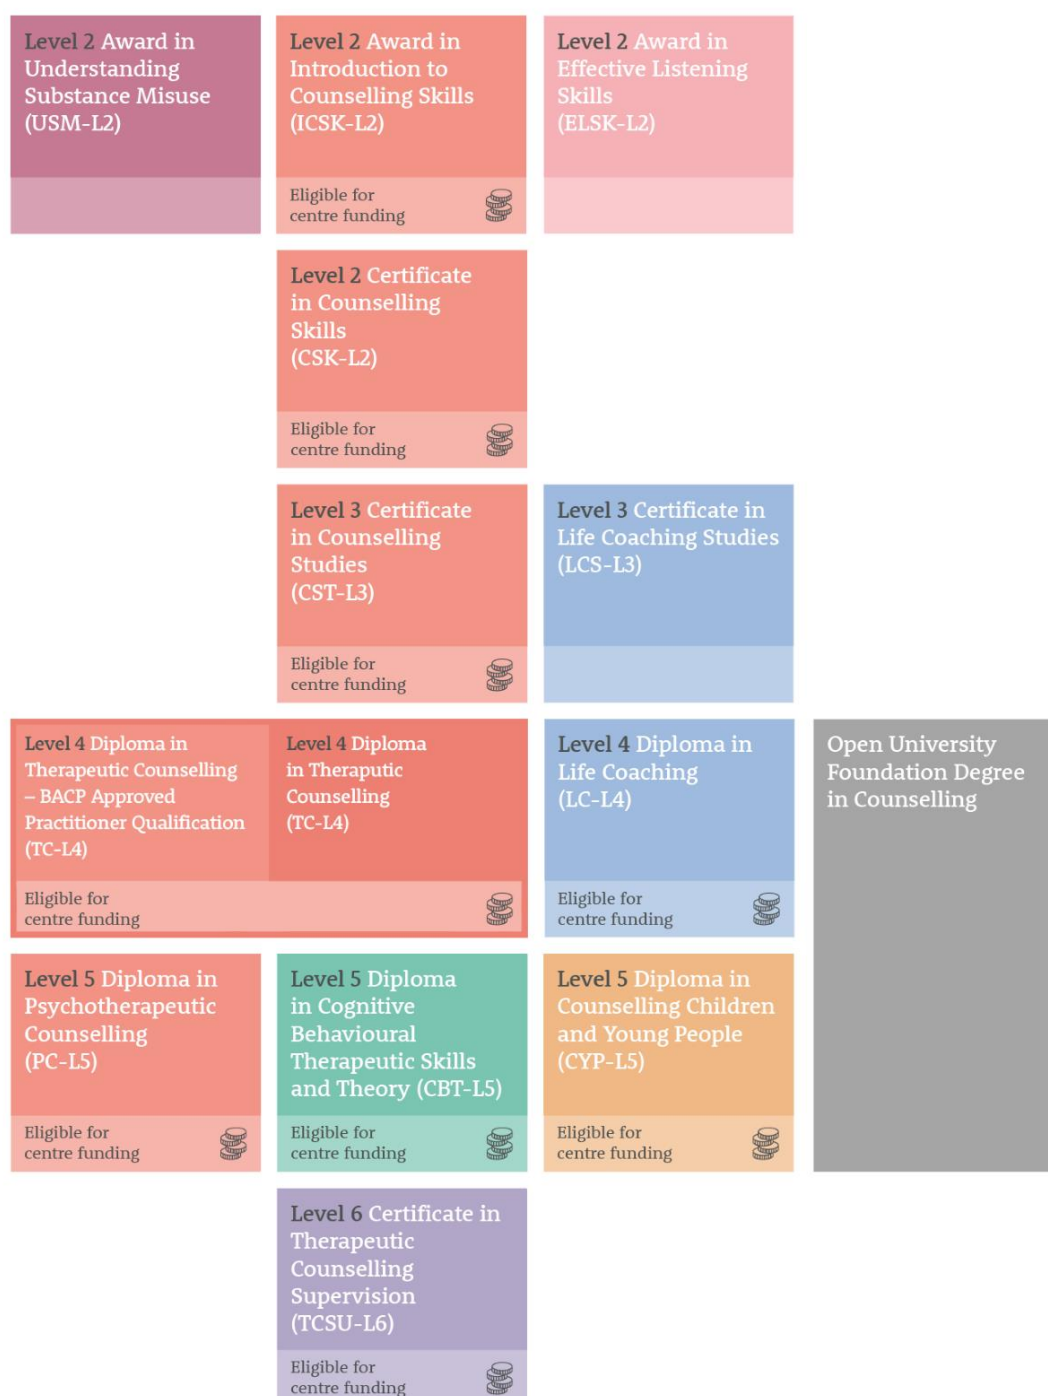 Level 2 Award in
Understanding
Substance Misuse
(USM-L2)
Level 2 Award in
Introduction to
Counselling Skills
(ICSK-L2)
Eligible for
centre funding
Level 2 Award in
Effective Listening
Skills
(ELSK-L2)
Level 2 Certificate
in Counselling
Skills
(CSK-L2)
Eligible for
centre funding
Level 3 Certificate
in Counselling
Studies
(CST-L3)
Eligible for
centre funding
Level 3 Certificate in
Life Coaching Studies
(LCS-L3)
Level 4 Diploma in
Therapeutic Counselling
– BACP Approved
Practitioner Qualification
(TC-L4)
Level 4 Diploma
in Theraputic
Counselling
(TC-L4)
Eligible for
centre funding
Level 4 Diploma in
Life Coaching
(LC-L4)
Eligible for
centre funding
Open University
Foundation Degree
in Counselling
Level 5 Diploma in
Psychotherapeutic
Counselling
(PC-L5)
Eligible for
centre funding
Level 5 Diploma
in Cognitive
Behavioural
Therapeutic Skills
and Theory (CBT-L5)
Eligible for
centre funding
Level 5 Diploma in
Counselling Children
and Young People
(CYP-L5)
Eligible for
centre funding
Level 6 Certificate in
Therapeutic
Counselling
Supervision
(TCSU-L6)
Eligible for
centre funding